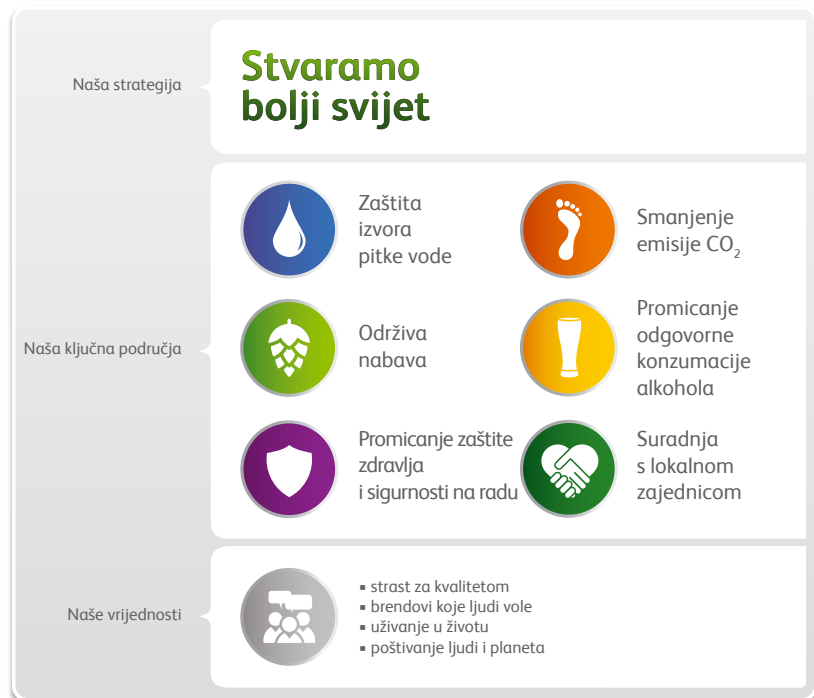 Naša strategija
Stvaramo
bolji svijet
Naša ključna područja
Zaštita
izvora
pitke vode
Smanjenje
emisije CO₂
Održiva
nabava
Promicanje
odgovorne
konzumacije
alkohola
Promicanje zaštite
zdravlja
i sigurnosti na radu
Suradnja
s lokalnom
zajednicom
Naše vrijednosti
▪ strast za kvalitetom
▪ brendovi koje ljudi vole
▪ uživanje u životu
▪ poštivanje ljudi i planeta